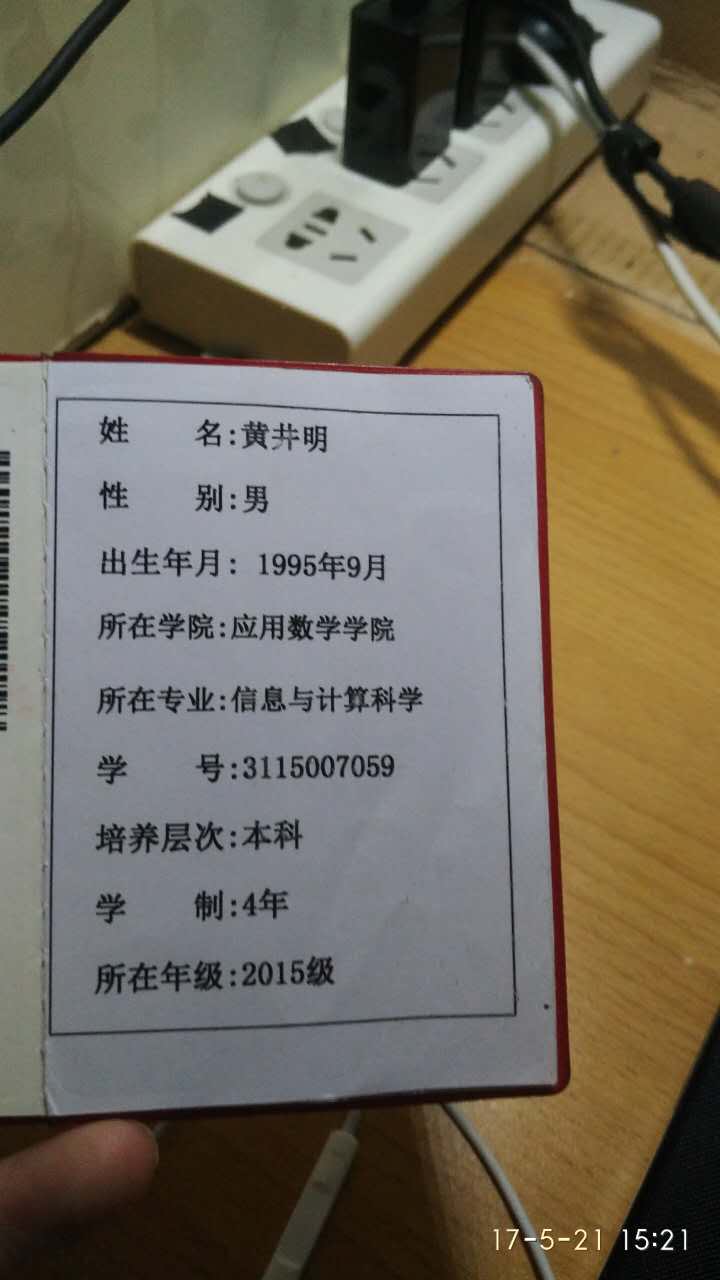 姓 名:黄井明
性 别:男
出生年月: 1995年9月
所在学院:应用数学学院
所在专业:信息与计算科学
学 号:3115007059
培养层次:本科
学 制:4年
所在年级:2015级
17-5-21 15:21